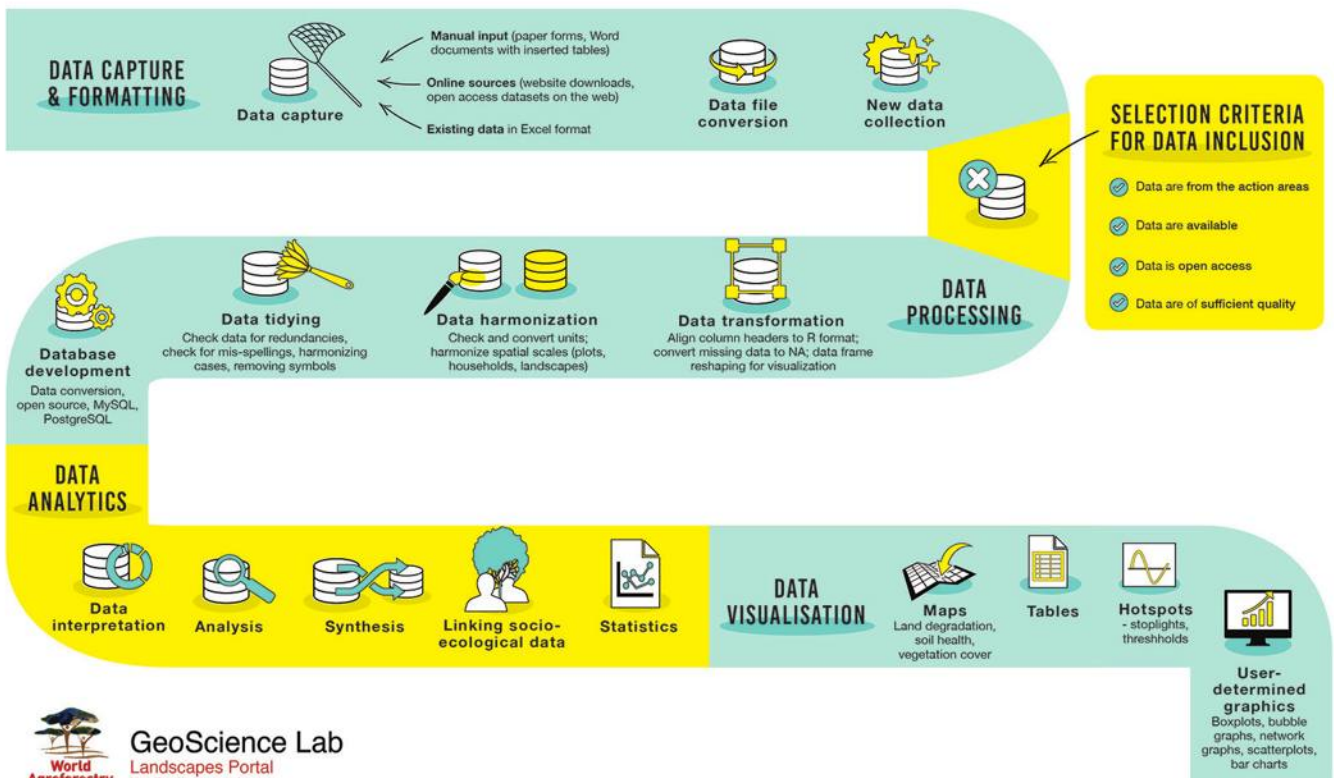 DATA CAPTURE
& FORMATTING
Data capture
Manual input (paper forms, Word
documents with inserted tables)
Online sources (website downloads,
open access datasets on the web)
Existing data in Excel format
Data file
conversion
New data
collection
SELECTION CRITERIA
FOR DATA INCLUSION
Data are from the action areas
Data are available
Data is open access
Data are of sufficient quality
DATA
PROCESSING
Data transformation
Align column headers to R format;
convert missing data to NA; data frame
reshaping for visualization
Data harmonization
Check and convert units;
harmonize spatial scales (plots,
households, landscapes)
Data tidying
Check data for redundancies,
check for mis-spellings, harmonizing
cases, removing symbols
Database
development
Data conversion,
open source, MySQL,
PostgreSQL
DATA
ANALYTICS
Data
interpretation
Analysis
Synthesis
Linking socio-
ecological data
Statistics
DATA
VISUALISATION
Maps
Land degradation,
soil health,
vegetation cover
Tables
Hotspots
- stoplights,
threshholds
User-
determined
graphics
Boxplots, bubble
graphs, network
graphs, scatterplots,
bar charts
World
Agroforestry
GeoScience Lab
Landscapes Portal